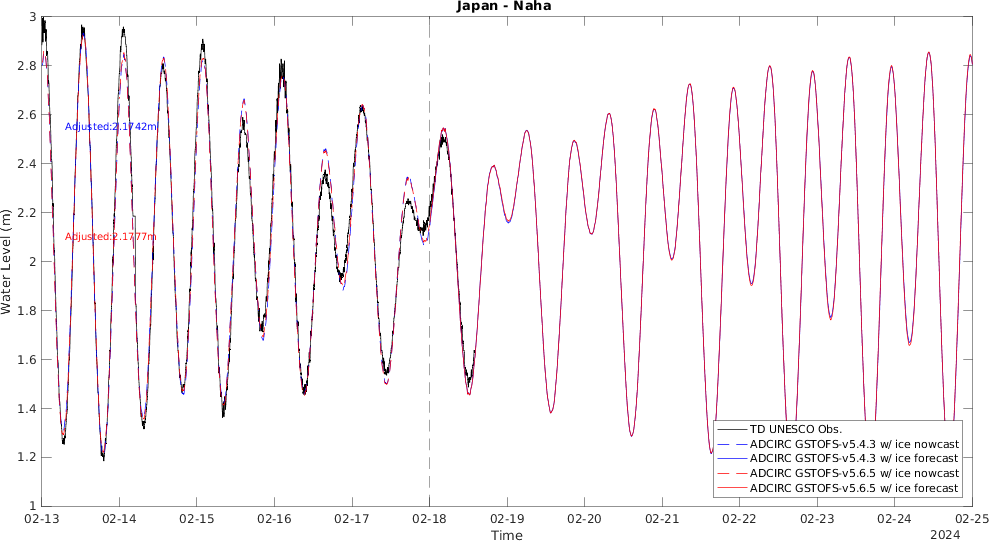 Japan - Naha
3
2.8
2.6
2.4
2.2
2
1.8
1.6
1.4
1.2
1
Water Level (m)
Adjusted:2.1742m
Adjusted:2.1777m
TD UNESCO Obs.
ADCIRC GSTOFS-v5.4.3 w/ ice nowcast
ADCIRC GSTOFS-v5.4.3 w/ ice forecast
ADCIRC GSTOFS-v5.6.5 w/ ice nowcast
ADCIRC GSTOFS-v5.6.5 w/ ice forecast
02-13 02-14 02-15 02-16 02-17 02-18 02-19 02-20 02-21 02-22 02-23 02-24 02-25
Time
2024